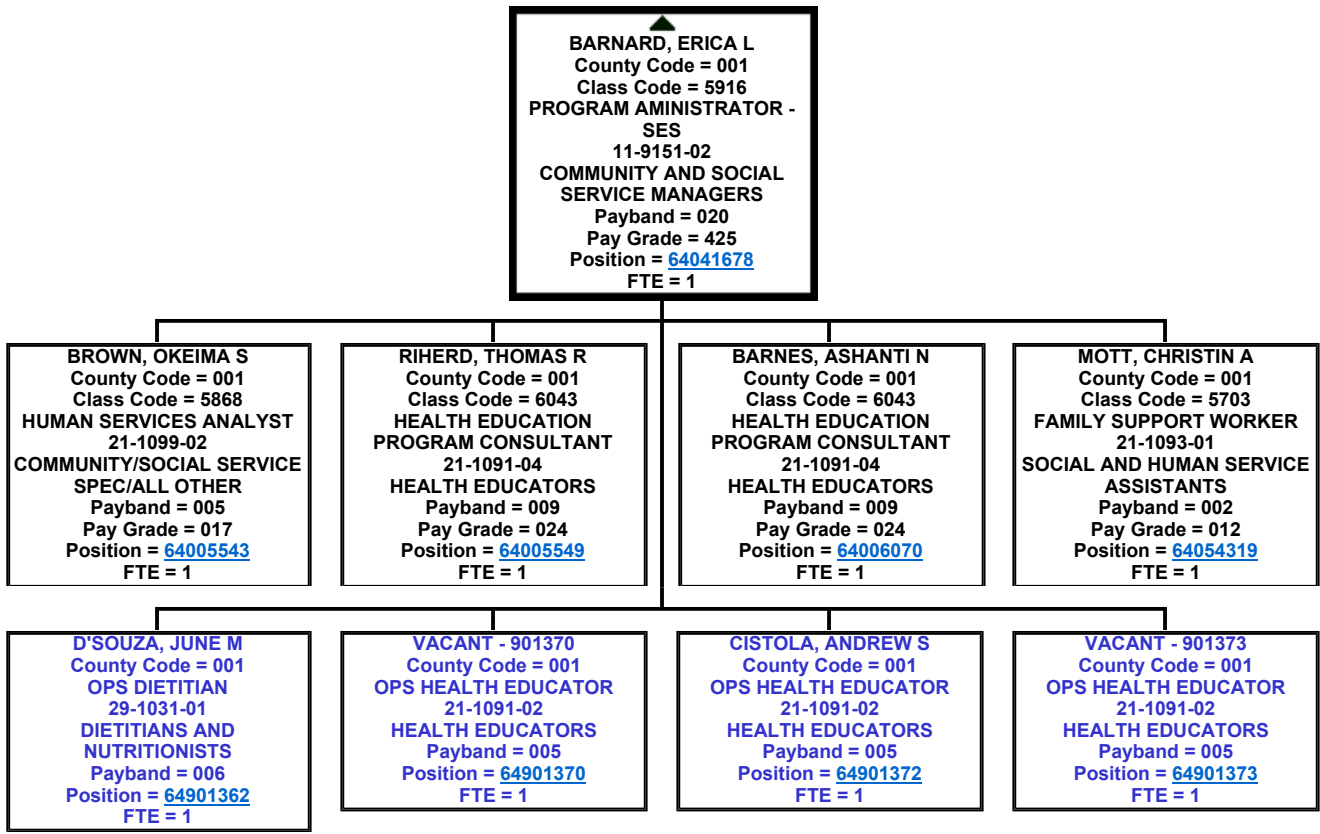 BARNARD, ERICA L
County Code = 001
Class Code = 5916
PROGRAM AMINISTRATOR -
SES
11-9151-02
COMMUNITY AND SOCIAL
SERVICE MANAGERS
Payband = 020
Pay Grade = 425
Position = 64041678
FTE = 1
BROWN, OKEIMA S
County Code = 001
Class Code = 5868
HUMAN SERVICES ANALYST
21-1099-02
COMMUNITY/SOCIAL SERVICE
SPEC/ALL OTHER
Payband = 005
Pay Grade = 017
Position = 64005543
FTE = 1
RIHERD, THOMAS R
County Code = 001
Class Code = 6043
HEALTH EDUCATION
PROGRAM CONSULTANT
21-1091-04
HEALTH EDUCATORS
Payband = 009
Pay Grade = 024
Position = 64005549
FTE = 1
BARNES, ASHANTI N
County Code = 001
Class Code = 6043
HEALTH EDUCATION
PROGRAM CONSULTANT
21-1091-04
HEALTH EDUCATORS
Payband = 009
Pay Grade = 024
Position = 64006070
FTE = 1
MOTT, CHRISTIN A
County Code = 001
Class Code = 5703
FAMILY SUPPORT WORKER
21-1093-01
SOCIAL AND HUMAN SERVICE
ASSISTANTS
Payband = 002
Pay Grade = 012
Position = 64054319
FTE = 1
D'SOUZA, JUNE M
County Code = 001
OPS DIETITIAN
29-1031-01
DIETITIANS AND
NUTRITIONISTS
Payband = 006
Position = 64901362
FTE = 1
VACANT - 901370
County Code = 001
OPS HEALTH EDUCATOR
21-1091-02
HEALTH EDUCATORS
Payband = 005
Position = 64901370
FTE = 1
CISTOLA, ANDREW S
County Code = 001
OPS HEALTH EDUCATOR
21-1091-02
HEALTH EDUCATORS
Payband = 005
Position = 64901372
FTE = 1
VACANT - 901373
County Code = 001
OPS HEALTH EDUCATOR
21-1091-02
HEALTH EDUCATORS
Payband = 005
Position = 64901373
FTE = 1